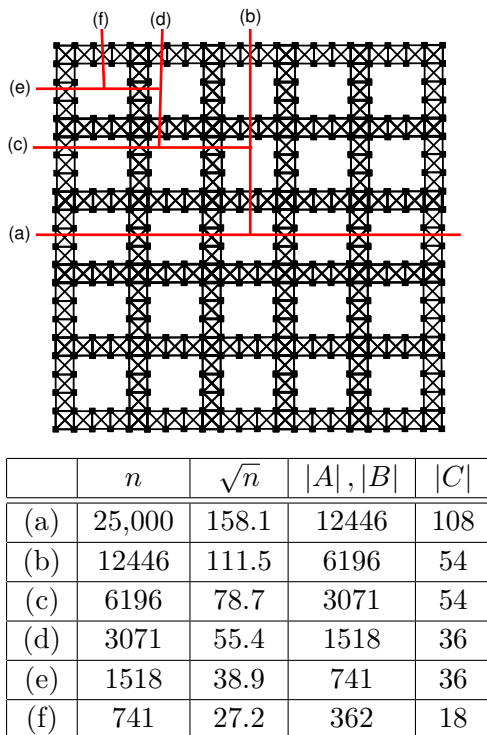 (b)
(f) (d)
(e)
(c)
(a)
n √n |A| , |B| |C|
(a) 25,000 158.1 12446 108
(b) 12446 111.5 6196 54
(c) 6196 78.7 3071 54
(d) 3071 55.4 1518 36
(e) 1518 38.9 741 36
(f) 741 27.2 362 18